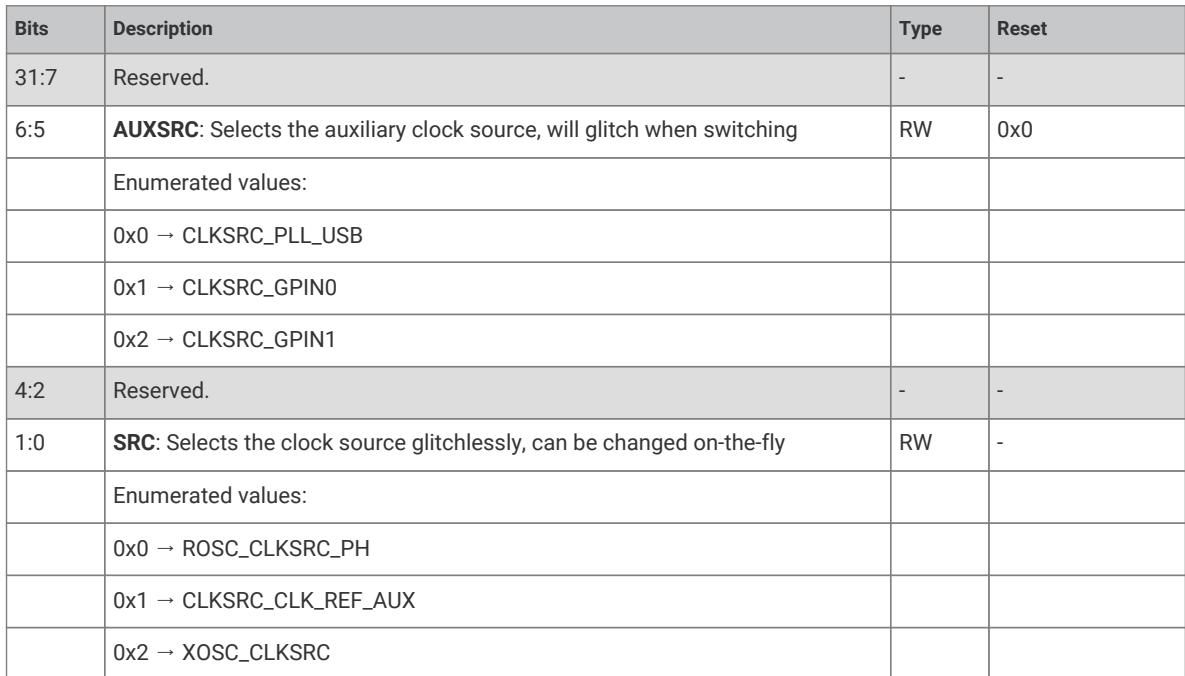 Bits Description Type Reset
31:7 Reserved. - -
6:5 AUXSRC: Selects the auxiliary clock source, will glitch when switching RW 0x0
Enumerated values:
0x0 → CLKSRC_PLL_USB
0x1 → CLKSRC_GPIN0
0x2 → CLKSRC_GPIN1
4:2 Reserved. - -
1:0 SRC: Selects the clock source glitchlessly, can be changed on-the-fly RW -
Enumerated values:
0x0 → ROSC_CLKSRC_PH
0x1 → CLKSRC_CLK_REF_AUX
0x2 → XOSC_CLKSRC